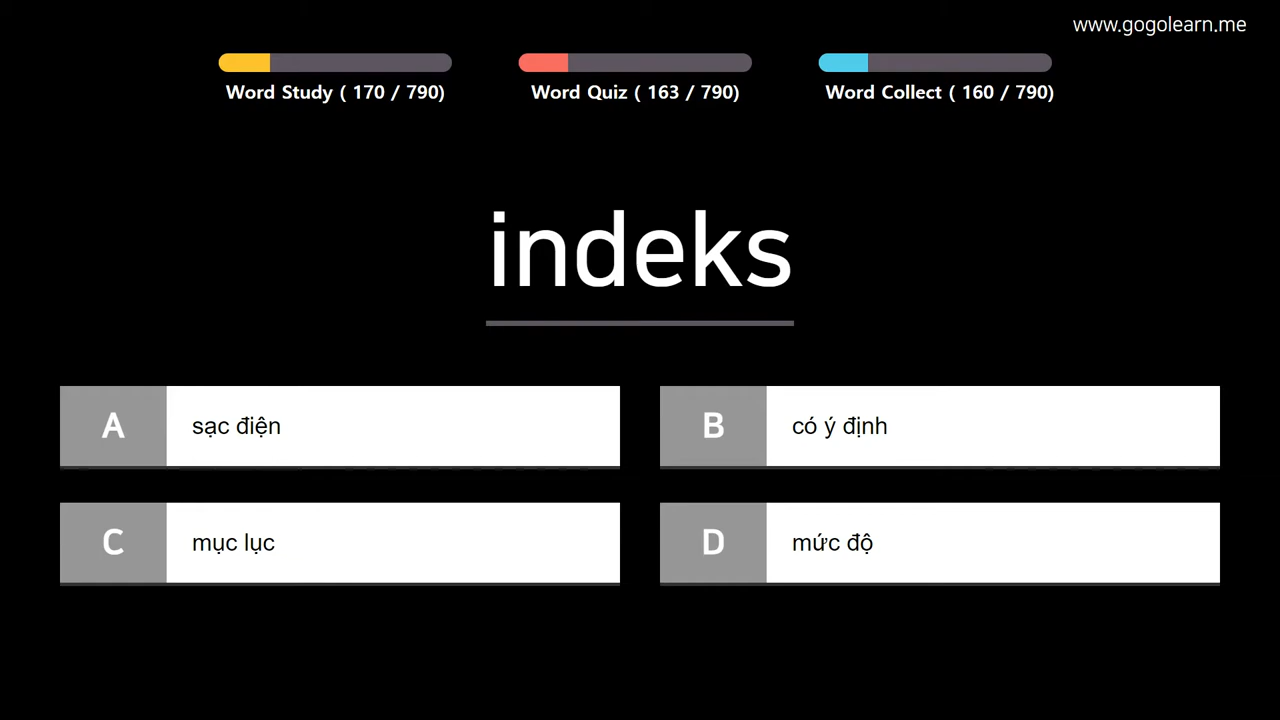 www.gogolearn.me
Word Study ( 170 / 790)
Word Quiz ( 163 / 790)
Word Collect ( 160 / 790)
indeks
A sạc điện
B có ý định
C mục lục
D mức độ